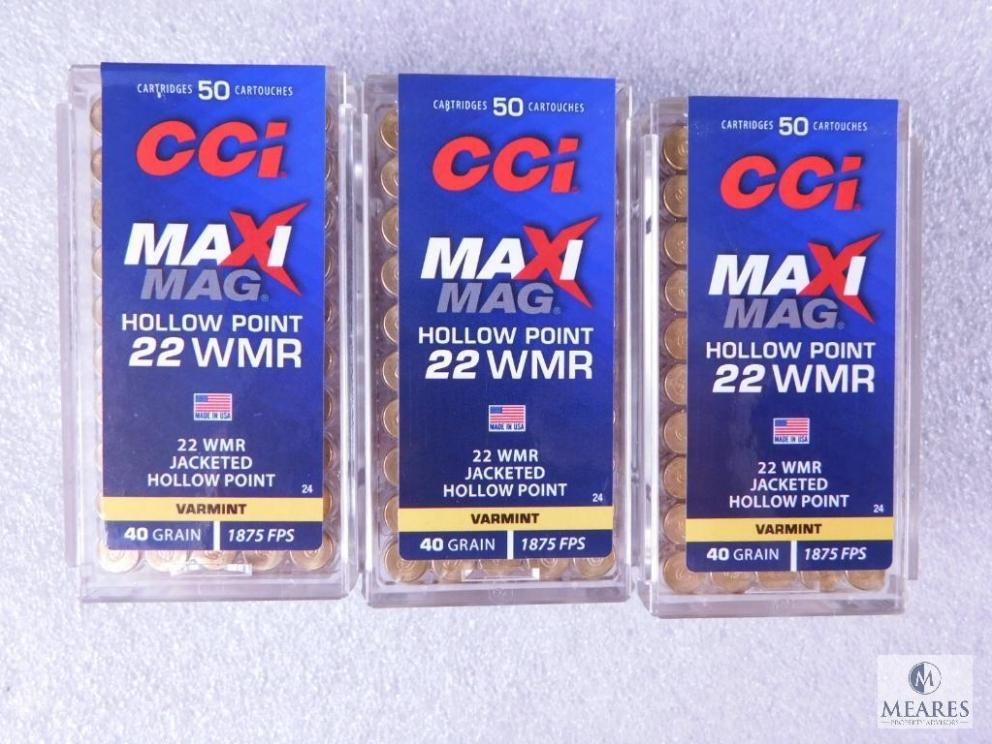 CARTRIDGES 50 CARTOUCHES
CCI
MAXI
MAG®
HOLLOW POINT
22 WMR
MADE IN USA
22 WMR
JACKETED
HOLLOW POINT
24
VARMINT
40 GRAIN 1875 FPS
CARTRIDGES 50 CARTOUCHES
CCI
MAXI
MAG®
HOLLOW POINT
22 WMR
MADE IN USA
22 WMR
JACKETED
HOLLOW POINT
24
VARMINT
40 GRAIN 1875 FPS
CARTRIDGES 50 CARTOUCHES
CCI
MAXI
MAG®
HOLLOW POINT
22 WMR
MADE IN USA
22 WMR
JACKETED
HOLLOW POINT
24
VARMINT
40 GRAIN 1875 FPS
M
MEARES
PROPERTY ADVISORS